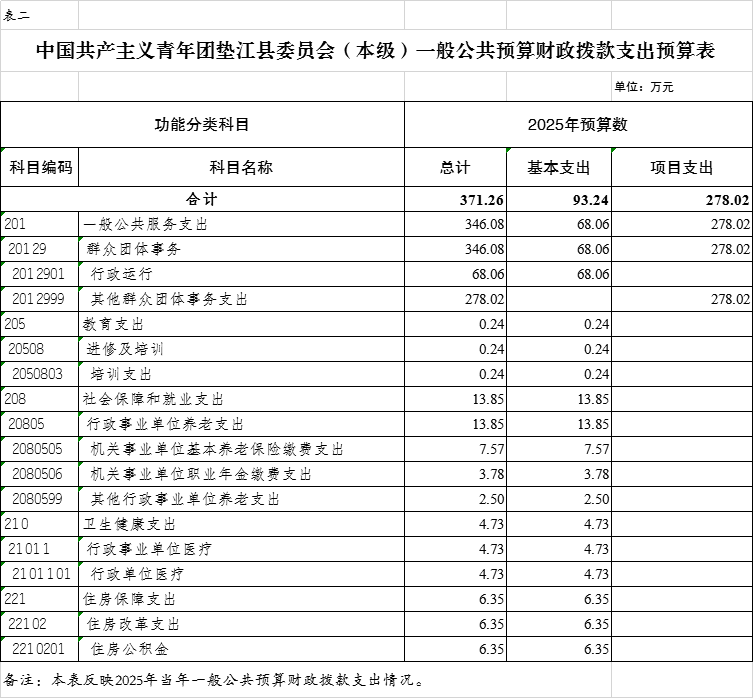 表二
中国共产主义青年团垫江县委员会（本级）一般公共预算财政拨款支出预算表
单位：万元
功能分类科目 2025年预算数
科目编码 科目名称 总计 基本支出 项目支出
合计 371.26 93.24 278.02
201 一般公共服务支出 346.08 68.06 278.02
20129 群众团体事务 346.08 68.06 278.02
2012901 行政运行 68.06 68.06
2012999 其他群众团体事务支出 278.02 278.02
205 教育支出 0.24 0.24
20508 进修及培训 0.24 0.24
2050803 培训支出 0.24 0.24
208 社会保障和就业支出 13.85 13.85
20805 行政事业单位养老支出 13.85 13.85
2080505 机关事业单位基本养老保险缴费支出 7.57 7.57
2080506 机关事业单位职业年金缴费支出 3.78 3.78
2080599 其他行政事业单位养老支出 2.50 2.50
210 卫生健康支出 4.73 4.73
21011 行政事业单位医疗 4.73 4.73
2101101 行政单位医疗 4.73 4.73
221 住房保障支出 6.35 6.35
22102 住房改革支出 6.35 6.35
2210201 住房公积金 6.35 6.35
备注：本表反映2025年当年一般公共预算财政拨款支出情况。